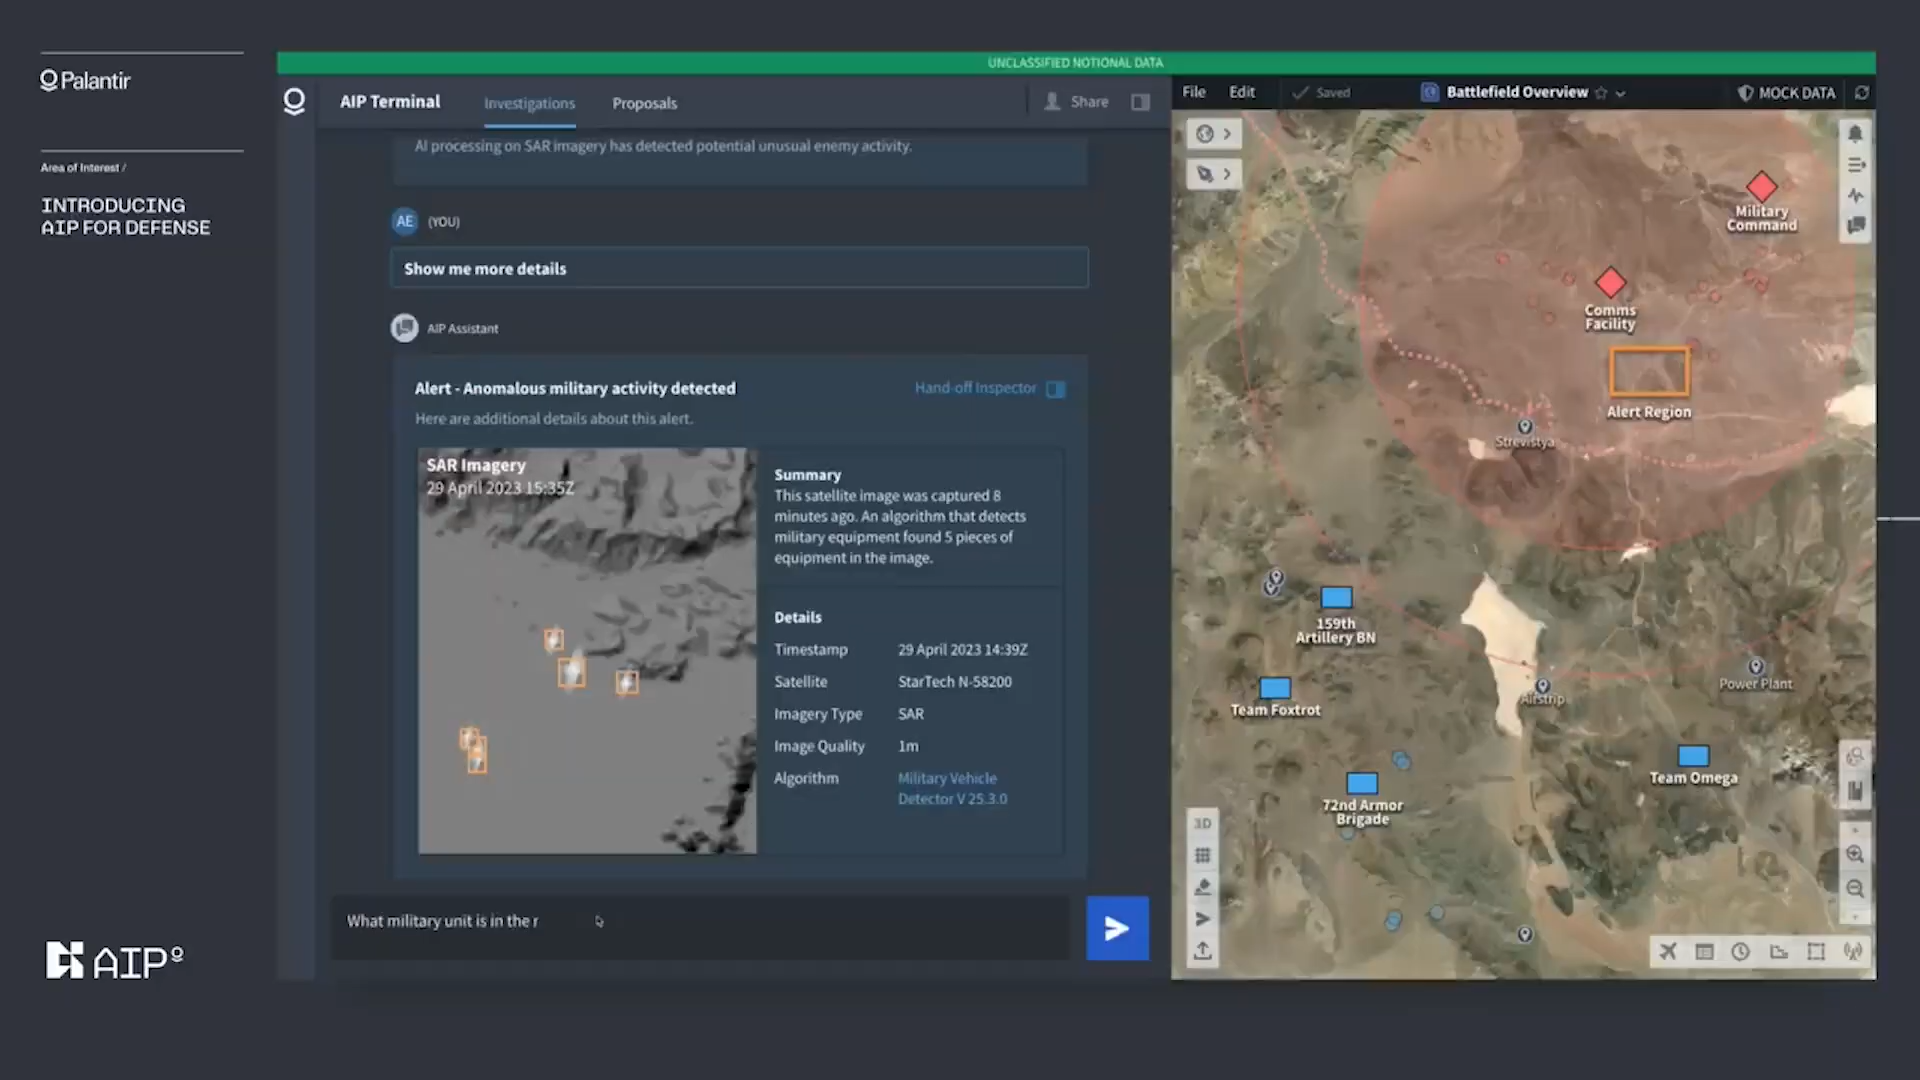 Palantir
Area of Interest /
INTRODUCING
AIP FOR DEFENSE
AIPº
UNCLASSIFIED NOTIONAL DATA
AIP Terminal
Investigations
Proposals
Share
AI processing on SAR imagery has detected potential unusual enemy activity.
AE (YOU)
Show me more details
AIP Assistant
Alert - Anomalous military activity detected
Hand-off Inspector
Here are additional details about this alert.
SAR Imagery
29 April 2023 15:35Z
Summary
This satellite image was captured 8
minutes ago. An algorithm that detects
military equipment found 5 pieces of
equipment in the image.
Details
Timestamp 29 April 2023 14:39Z
Satellite StarTech N-58200
Imagery Type SAR
Image Quality 1m
Algorithm Military Vehicle
Detector V 25.3.0
What military unit is in the r
File
Edit
Saved
Battlefield Overview
MOCK DATA
Military
Command
Comms
Facility
Alert Region
Strevistya
159th
Artillery BN
Team Foxtrot
Airstrip
Power Plant
Team Omega
72nd Armor
Brigade
3D